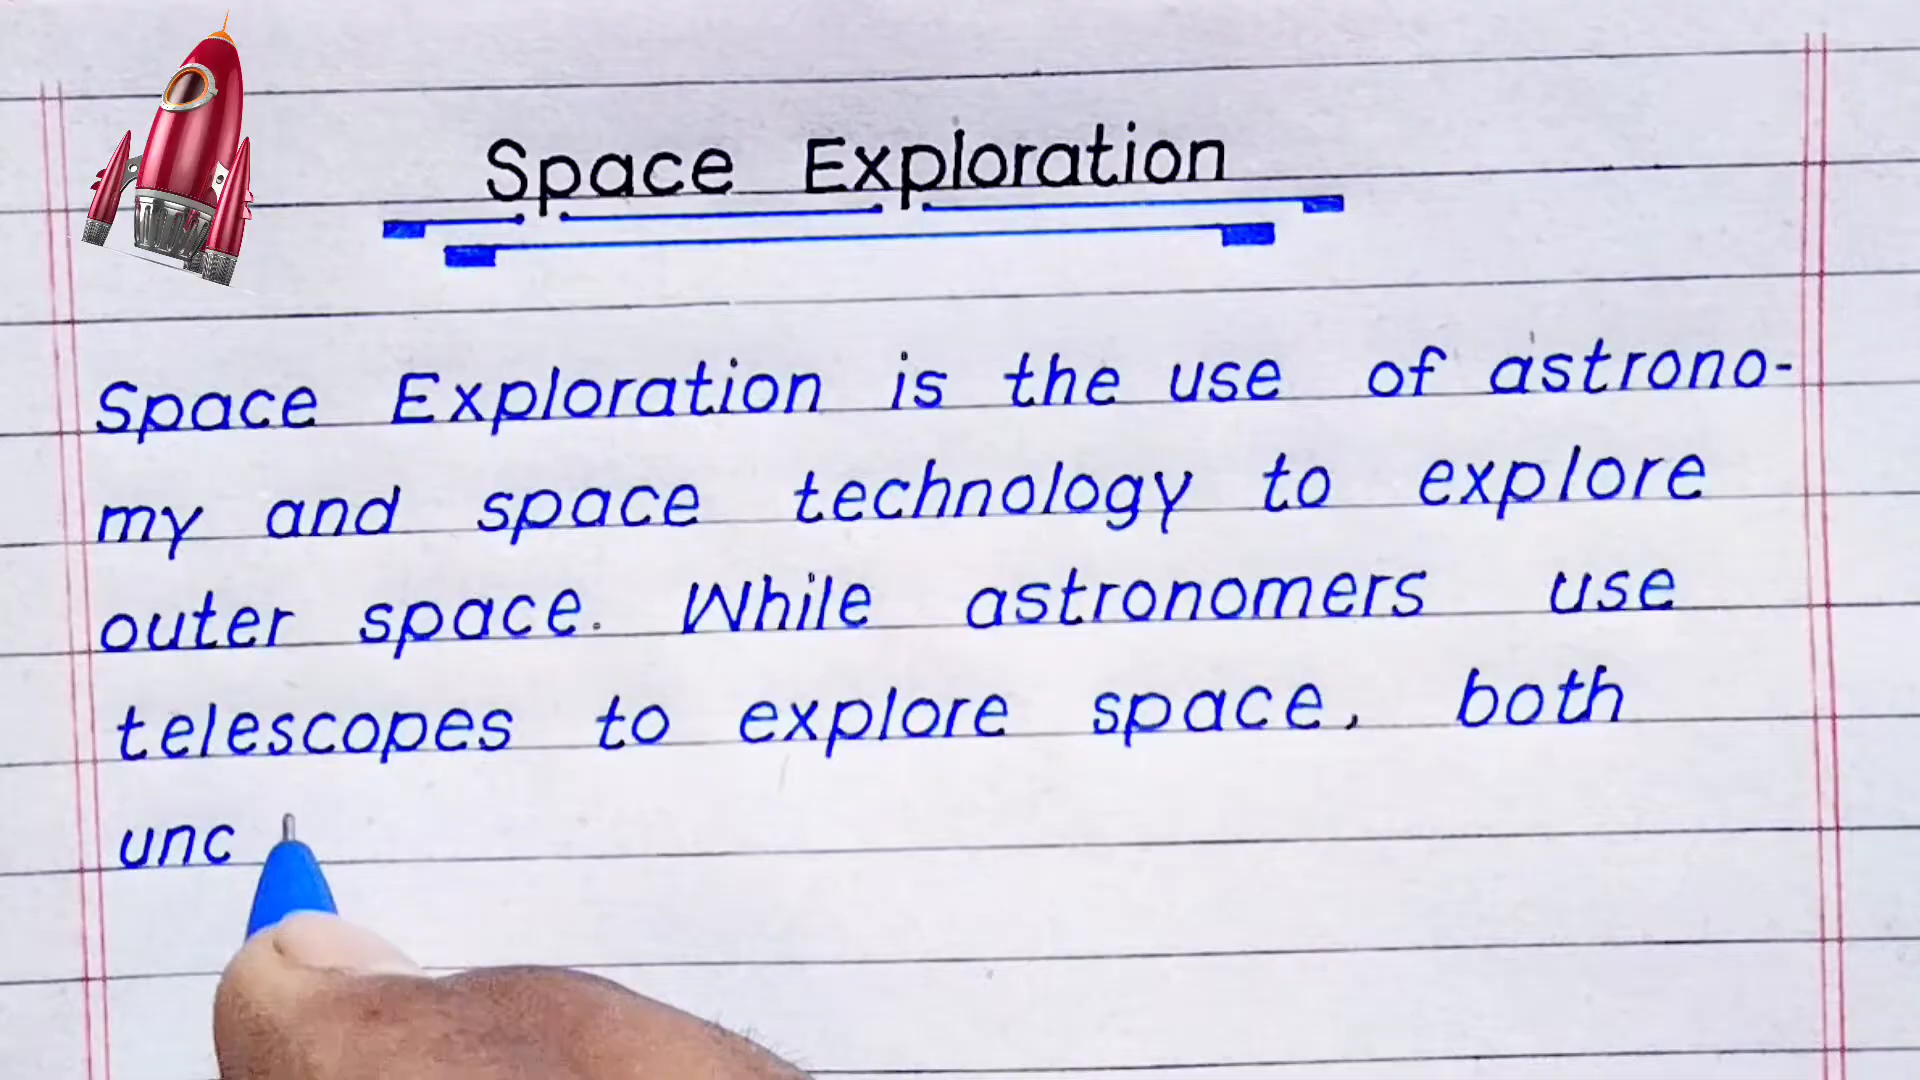 Space Exploration
Space Exploration is the use of astrono-
my and space technology to explore
outer space. While astronomers use
telescopes to explore space, both
unc